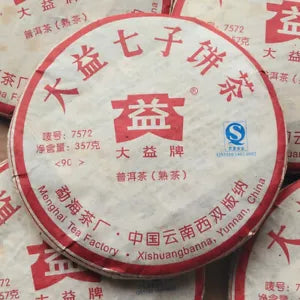 大益七子饼茶
唛号: 7572
净含量: 357克
益
®
大益牌
普洱茶（熟茶）
勐海茶厂·中国云南西双版纳
Menghai Tea Factory · Xishuangbanna, Yunnan, China